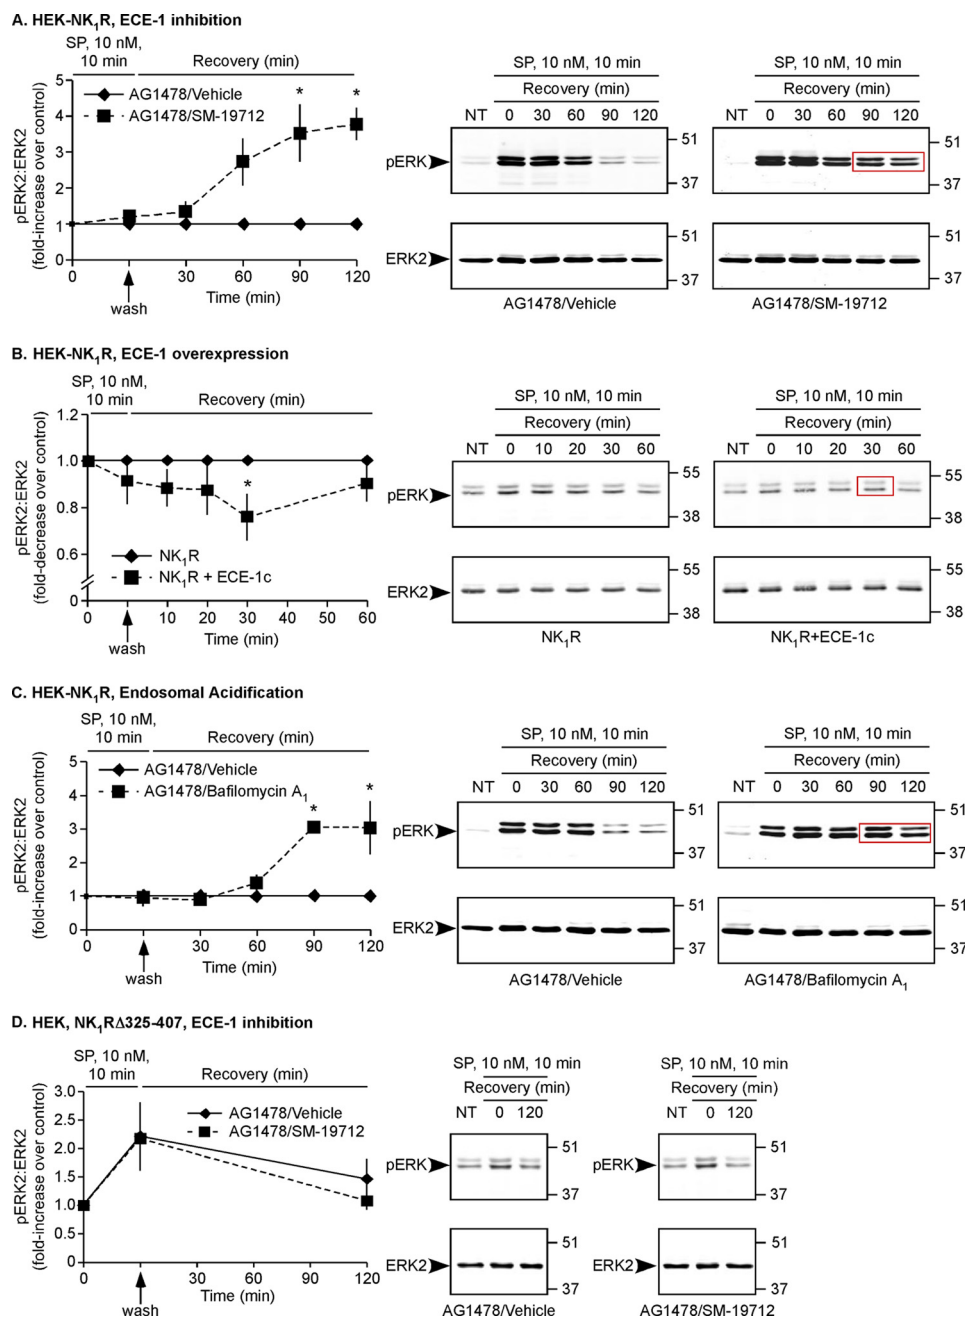 A. HEK-NK1R, ECE-1 inhibition
SP, 10 nM,
10 min
Recovery (min)
AG1478/Vehicle
AG1478/SM-19712
* *
5
4
3
2
1
0
pERK2:ERK2
(fold-increase over control)
0 30 60 90 120
Time (min)
wash
SP, 10 nM, 10 min
Recovery (min)
NT 0 30 60 90 120
pERK
51
37
ERK2
51
37
AG1478/Vehicle
SP, 10 nM, 10 min
Recovery (min)
NT 0 30 60 90 120
51
37
51
37
AG1478/SM-19712
B. HEK-NK1R, ECE-1 overexpression
SP, 10 nM,
10 min
Recovery (min)
1.2
1.0
0.8
0.6
0
*
pERK2:ERK2
(fold-decrease over control)
NK1R
NK1R + ECE-1c
0 10 20 30 40 50 60
Time (min)
wash
SP, 10 nM, 10 min
Recovery (min)
NT 0 10 20 30 60
pERK
55
38
ERK2
55
38
NK1R
SP, 10 nM, 10 min
Recovery (min)
NT 0 10 20 30 60
55
38
55
38
NK1R+ECE-1c
C. HEK-NK1R, Endosomal Acidification
SP, 10 nM,
10 min
Recovery (min)
AG1478/Vehicle
AG1478/Bafilomycin A1
* *
5
4
3
2
1
0
pERK2:ERK2
(fold-increase over control)
0 30 60 90 120
Time (min)
wash
SP, 10 nM, 10 min
Recovery (min)
NT 0 30 60 90 120
pERK
51
37
ERK2
51
37
AG1478/Vehicle
SP, 10 nM, 10 min
Recovery (min)
NT 0 30 60 90 120
51
37
51
37
AG1478/Bafilomycin A1
D. HEK, NK1RΔ325-407, ECE-1 inhibition
SP, 10 nM,
10 min
Recovery (min)
AG1478/Vehicle
AG1478/SM-19712
3.0
2.5
2.0
1.5
1.0
0.5
0
pERK2:ERK2
(fold-increase over control)
0 30 60 90 120
Time (min)
wash
SP, 10 nM, 10 min
Recovery (min)
NT 0 120
pERK
51
37
ERK2
51
37
AG1478/Vehicle
SP, 10 nM, 10 min
Recovery (min)
NT 0 120
pERK
51
37
ERK2
51
37
AG1478/SM-19712